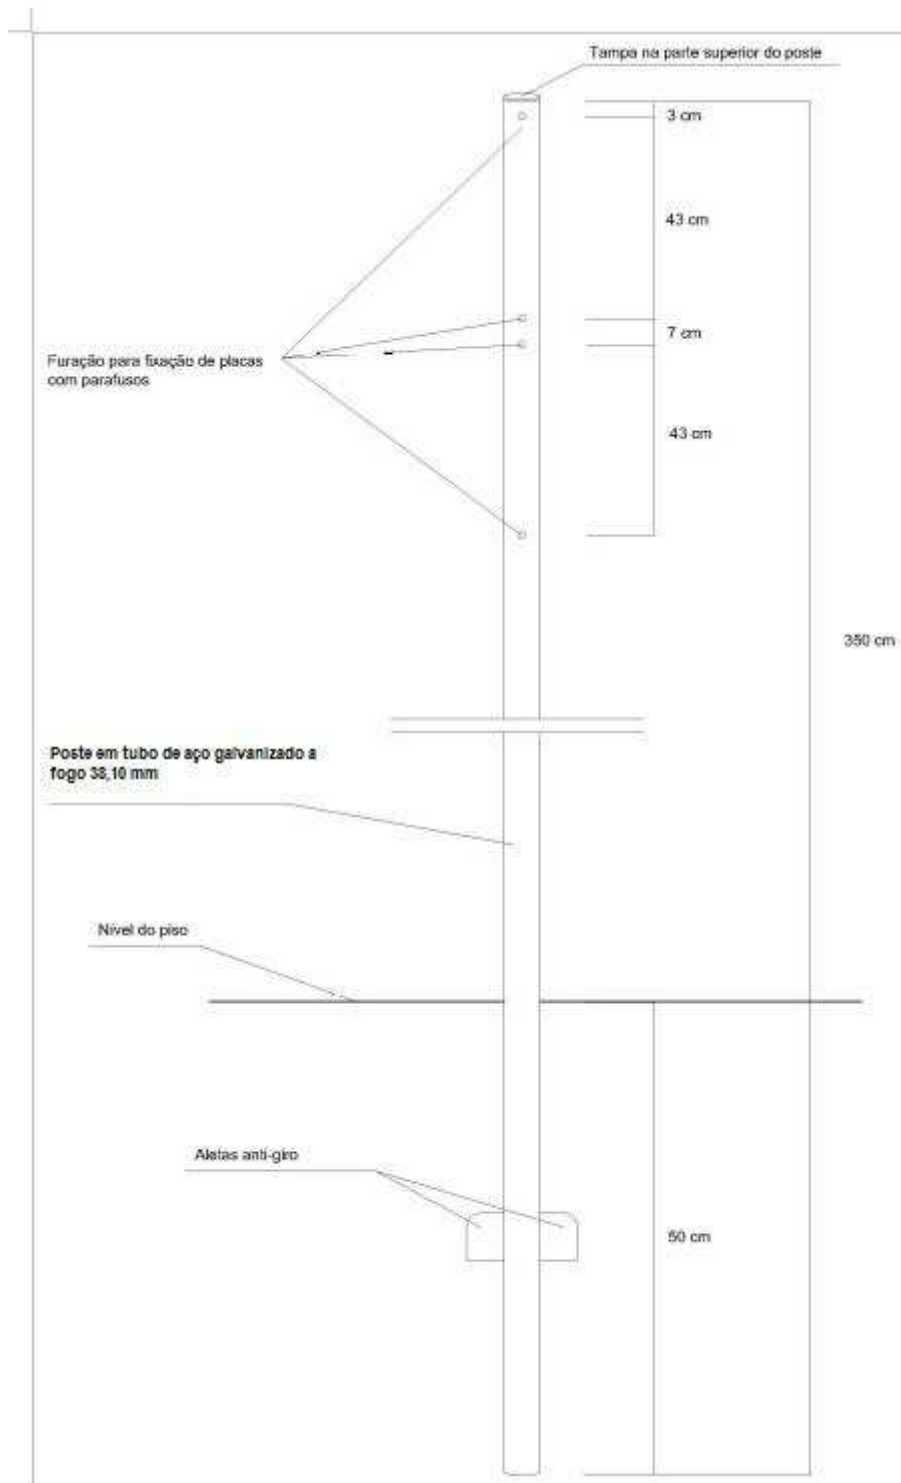 Tampa na parte superior do poste
3 cm
43 cm
7 cm
Furação para fixação de placas
com parafusos
43 cm
350 cm
Poste em tubo de aço galvanizado a
fogo 38,10 mm
Nível do piso
Aletas anti-giro
50 cm